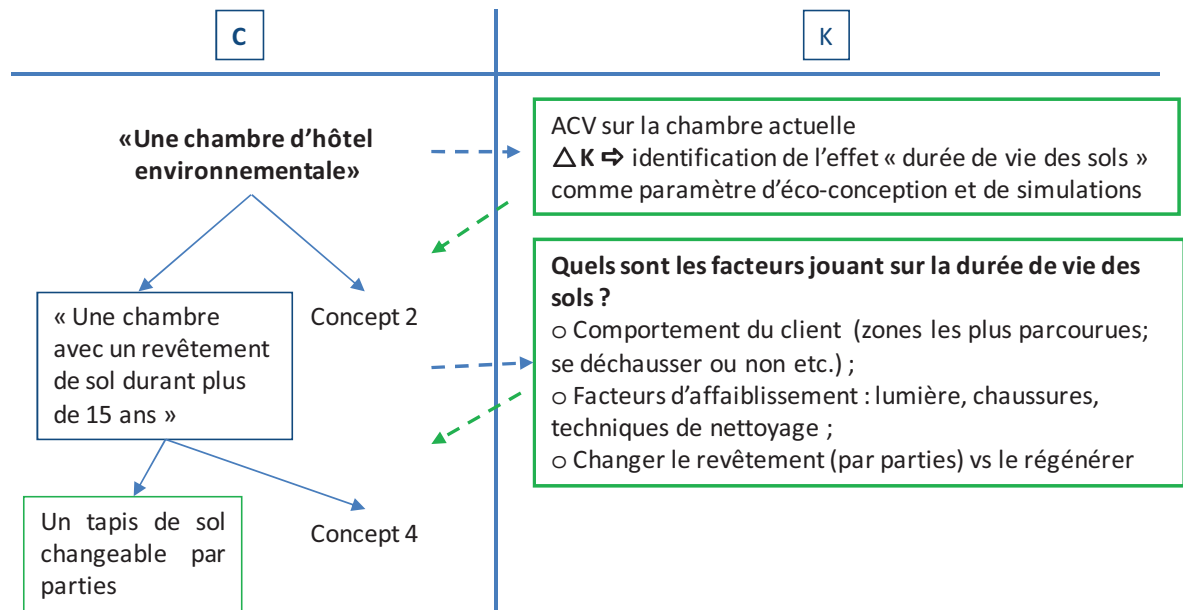 C
K
«Une chambre d’hôtel
environnementale»
ACV sur la chambre actuelle
△K ⇨ identification de l’effet « durée de vie des sols »
comme paramètre d’éco-conception et de simulations
« Une chambre
avec un revêtement
de sol durant plus
de 15 ans »
Concept 2
Quels sont les facteurs jouant sur la durée de vie des
sols ?
o Comportement du client (zones les plus parcourues;
se déchausser ou non etc.) ;
o Facteurs d’affaiblissement : lumière, chaussures,
techniques de nettoyage ;
o Changer le revêtement (par parties) vs le régénérer
Un tapis de sol
changeable par
parties
Concept 4